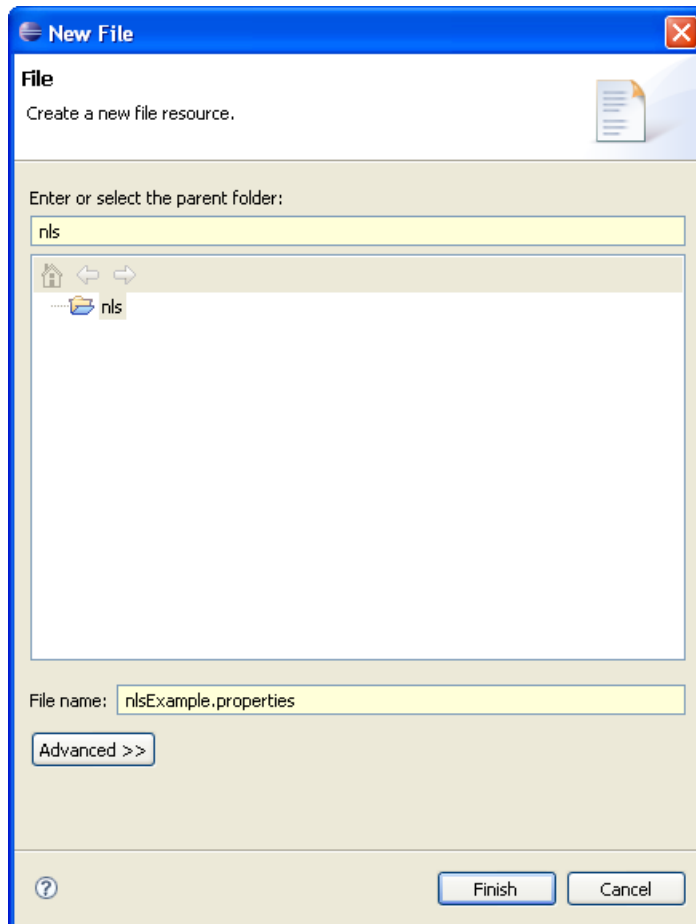 New File
File
Create a new file resource.
Enter or select the parent folder:
nls
nls
File name: nlsExample.properties
Advanced >>
Finish Cancel